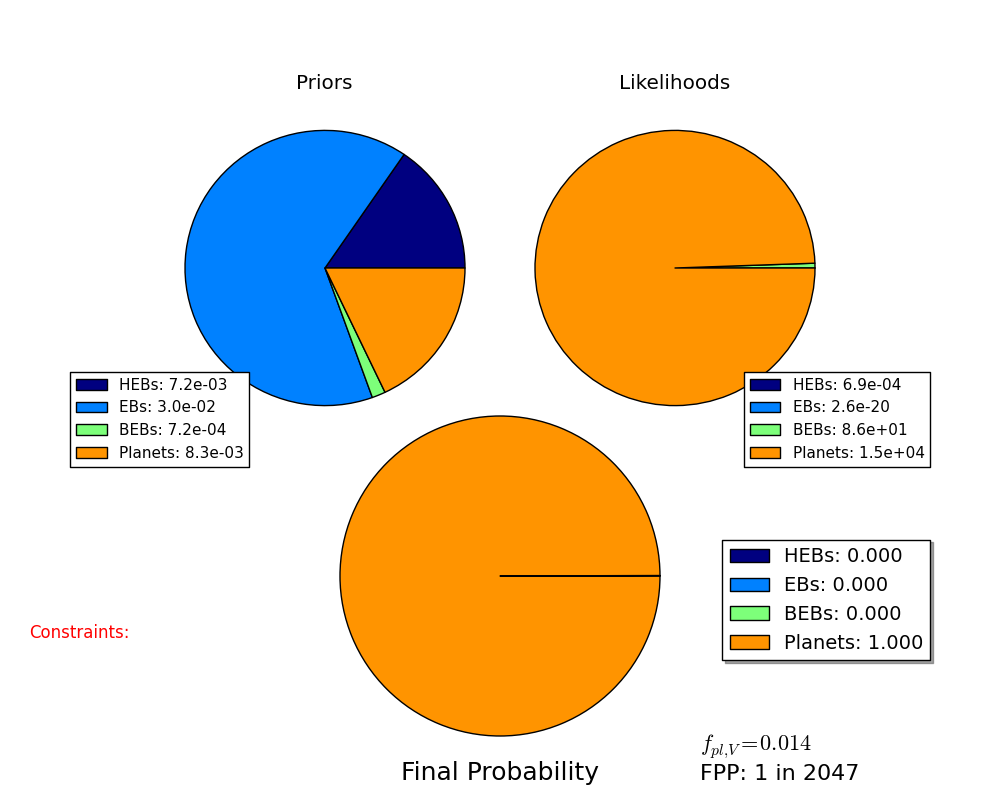 Priors
Likelihoods
HEBs: 7.2e-03
EBs: 3.0e-02
BEBs: 7.2e-04
Planets: 8.3e-03
HEBs: 6.9e-04
EBs: 2.6e-20
BEBs: 8.6e+01
Planets: 1.5e+04
HEBs: 0.000
EBs: 0.000
BEBs: 0.000
Planets: 1.000
Constraints:
f_{pl,V}=0.014
FPP: 1 in 2047
Final Probability